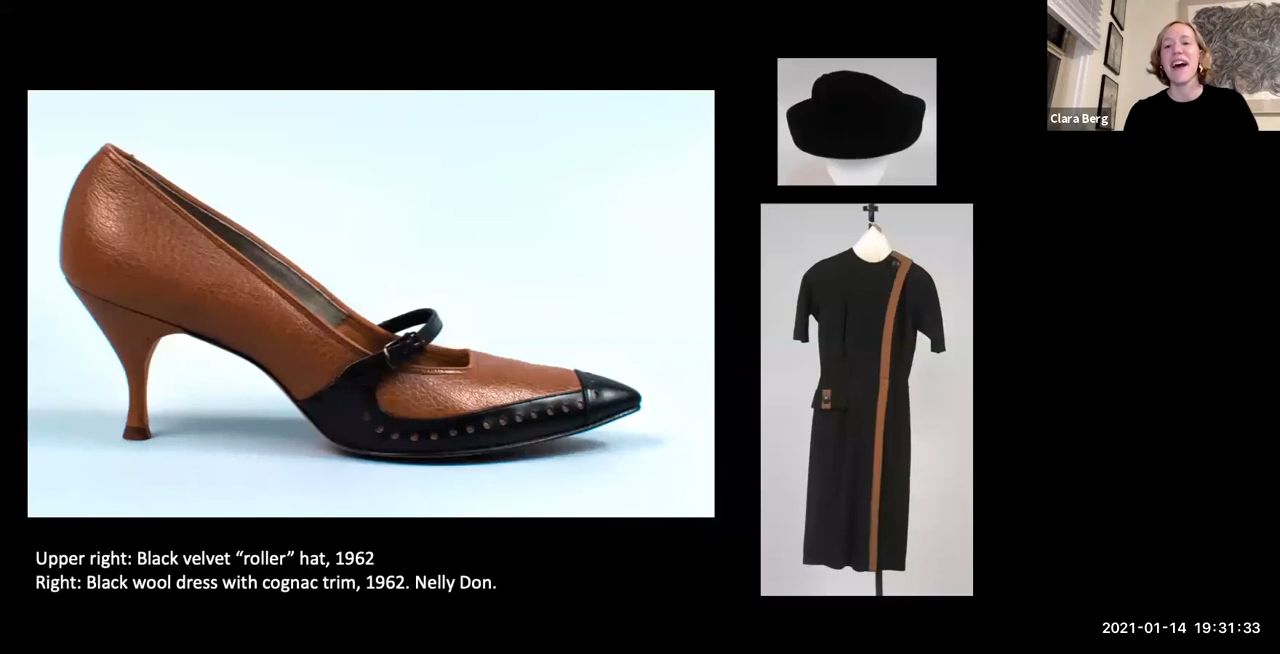 Clara Berg
Upper right: Black velvet “roller” hat, 1962
Right: Black wool dress with cognac trim, 1962. Nelly Don.
2021-01-14 19:31:33